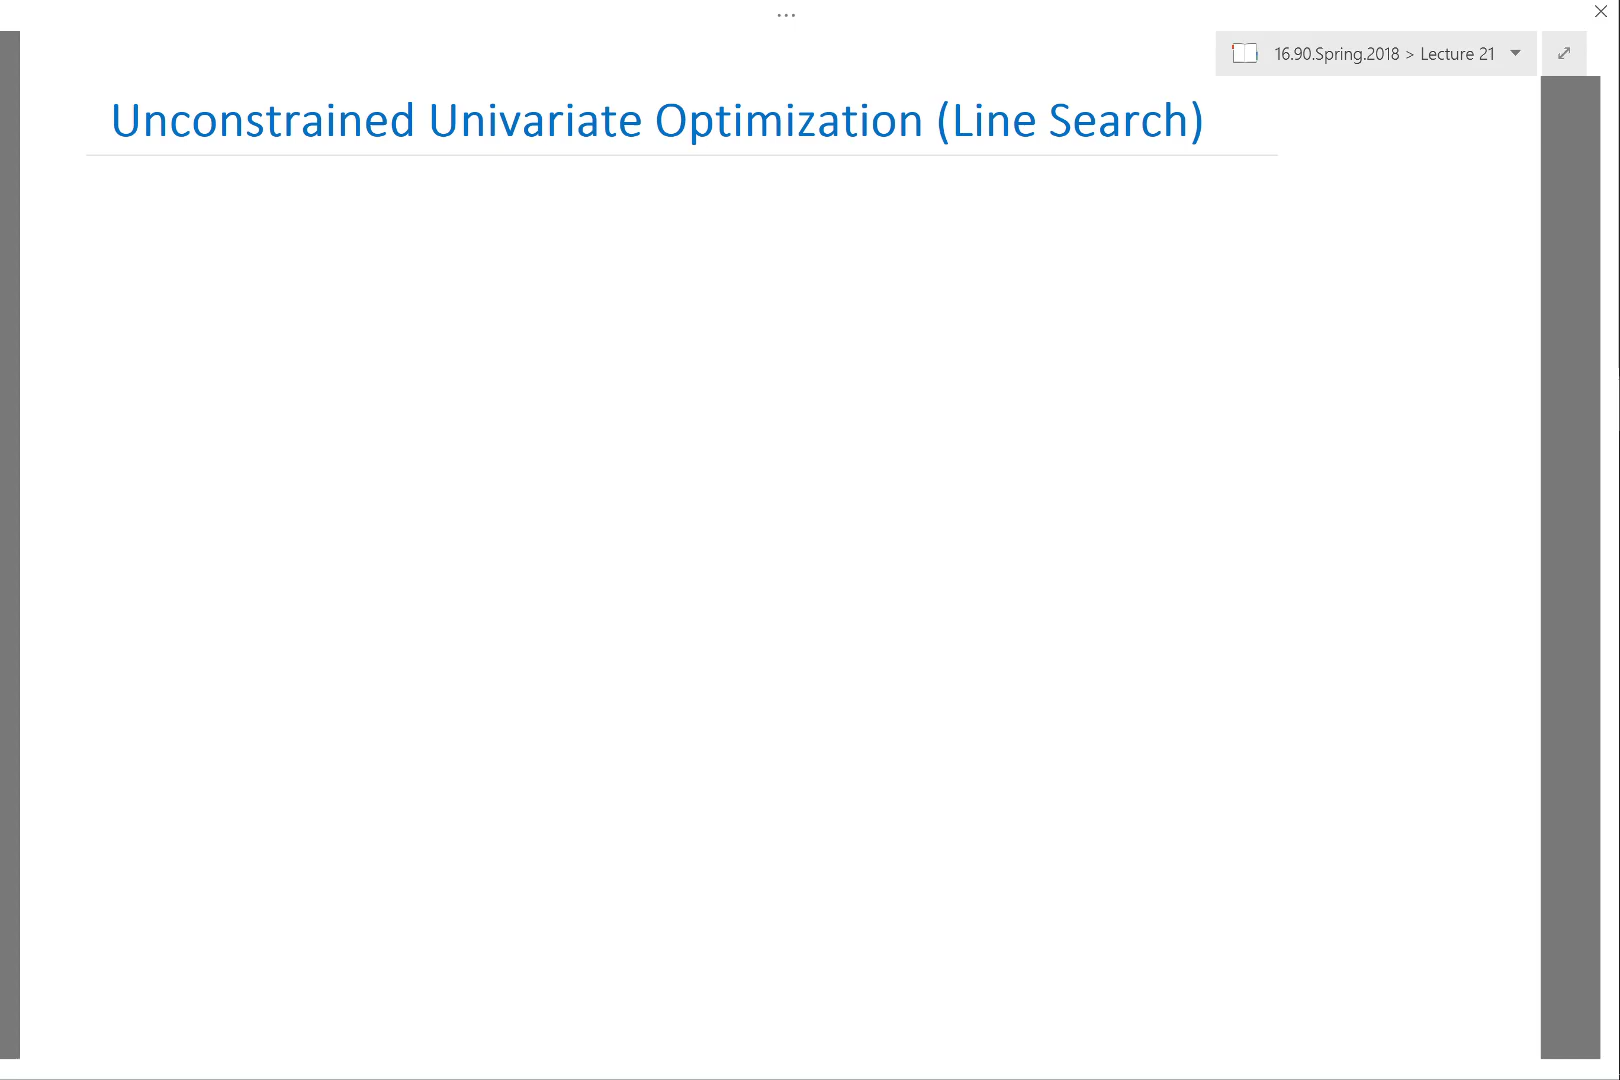 16.90.Spring.2018 > Lecture 21
Unconstrained Univariate Optimization (Line Search)